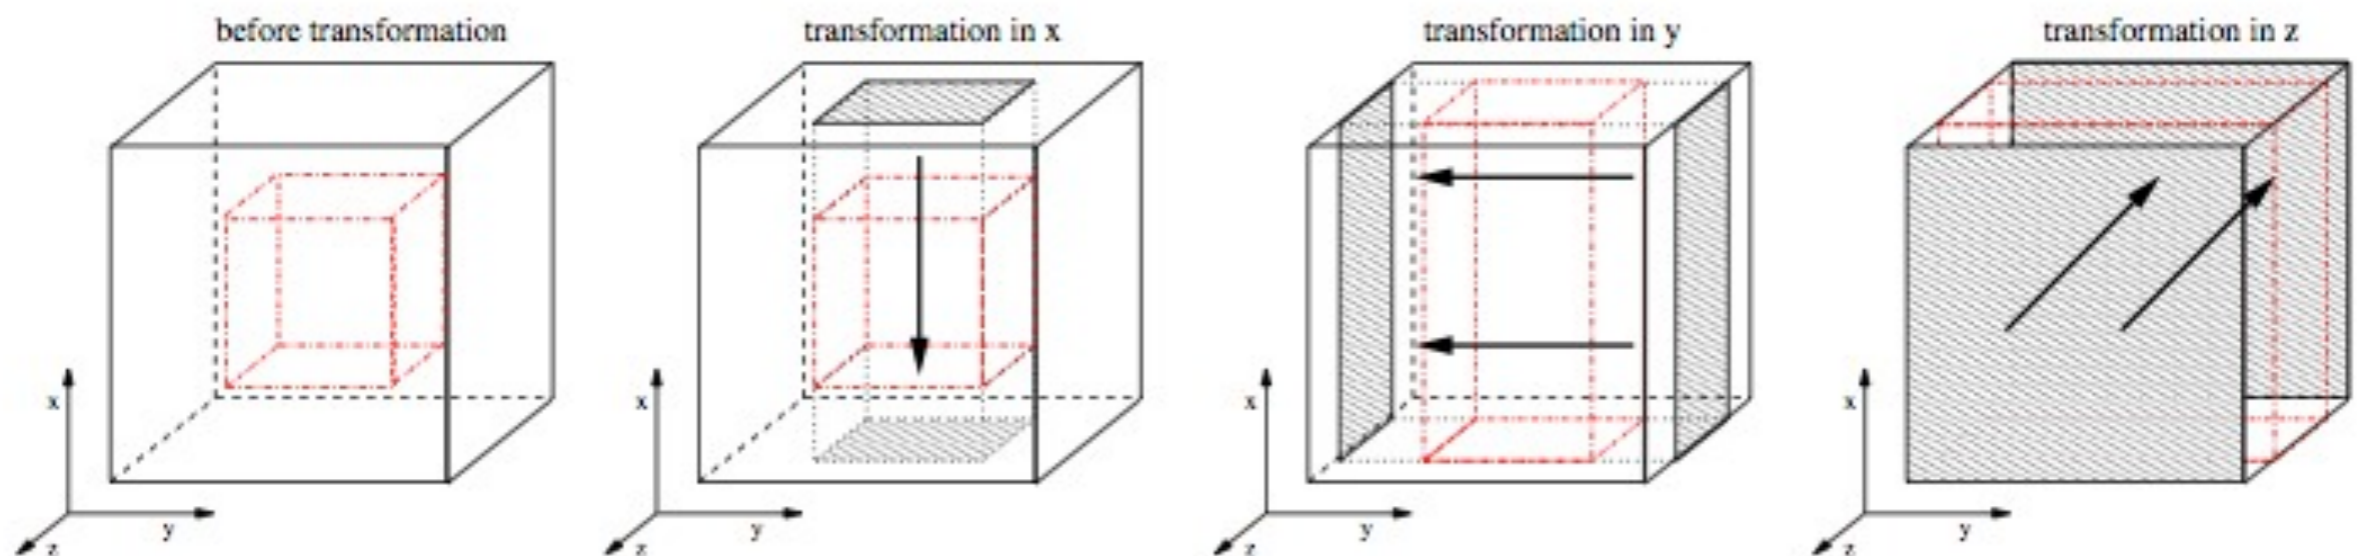 before transformation
transformation in x
transformation in y
transformation in z
x
y
z
x
y
z
x
y
z
x
y
z